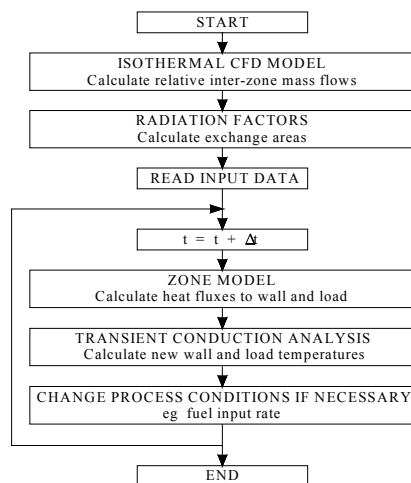 START
ISOTHERMAL CFD MODEL
Calculate relative inter-zone mass flows
RADIATION FACTORS
Calculate exchange areas
READ INPUT DATA
t = t + Δt
ZONE MODEL
Calculate heat fluxes to wall and load
TRANSIENT CONDUCTION ANALYSIS
Calculate new wall and load temperatures
CHANGE PROCESS CONDITIONS IF NECESSARY
eg fuel input rate
END